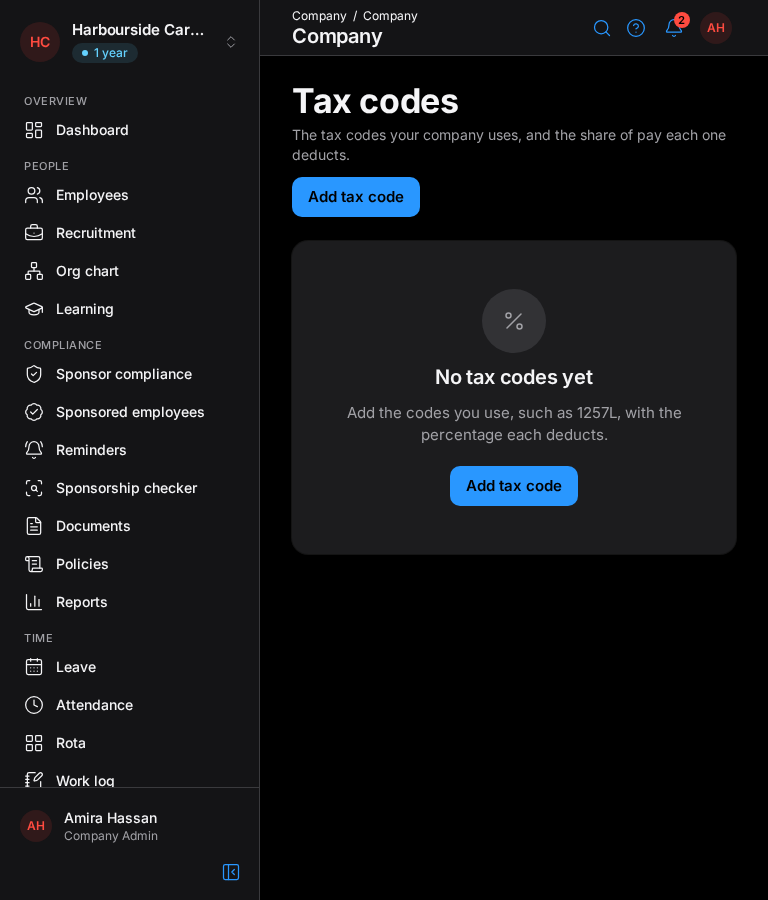 HC
Harbourside Car...
1 year
OVERVIEW
Dashboard
PEOPLE
Employees
Recruitment
Org chart
Learning
COMPLIANCE
Sponsor compliance
Sponsored employees
Reminders
Sponsorship checker
Documents
Policies
Reports
TIME
Leave
Attendance
Rota
Work log
AH
Amira Hassan
Company Admin
Company / Company
Company
2
AH
Tax codes
The tax codes your company uses, and the share of pay each one
deducts.
Add tax code
No tax codes yet
Add the codes you use, such as 1257L, with the
percentage each deducts.
Add tax code